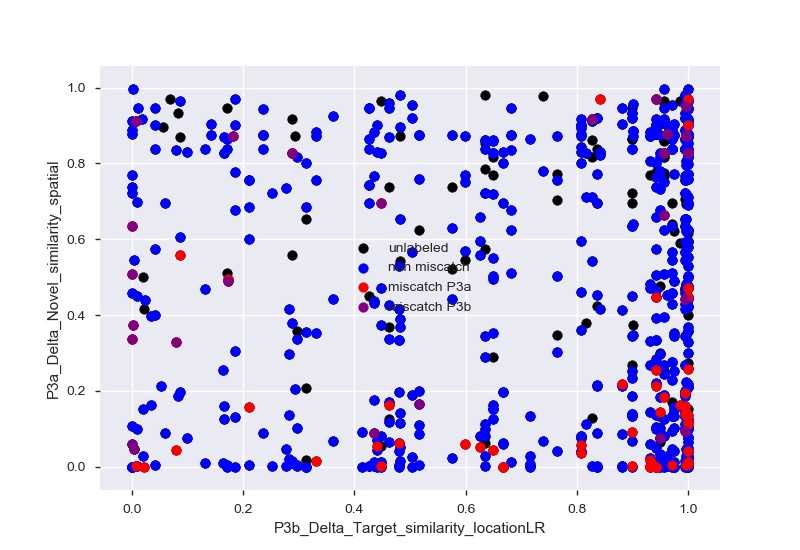 1.0
0.8
0.6
0.4
0.2
0.0
P3a_Delta_Novel_similarity_spatial
unlabeled
non miscatch
miscatch P3a
miscatch P3b
0.0 0.2 0.4 0.6 0.8 1.0
P3b_Delta_Target_similarity_locationLR